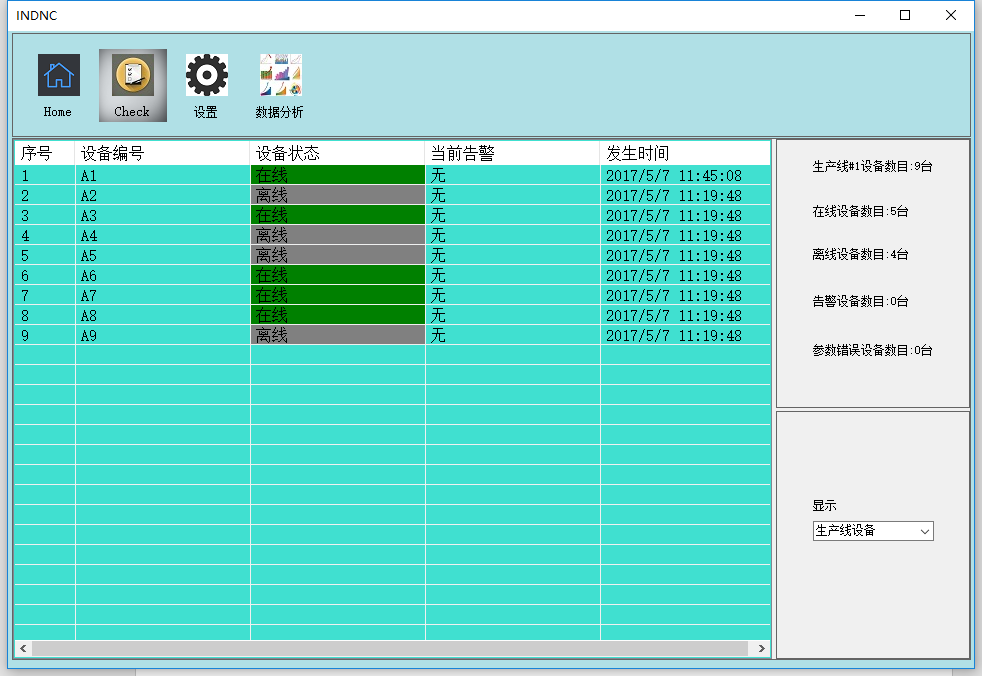 INDNC
Home Check 设置 数据分析
序号 设备编号 设备状态 当前告警 发生时间
1 A1 在线 无 2017/5/7 11:45:08
2 A2 离线 无 2017/5/7 11:19:48
3 A3 在线 无 2017/5/7 11:19:48
4 A4 离线 无 2017/5/7 11:19:48
5 A5 离线 无 2017/5/7 11:19:48
6 A6 在线 无 2017/5/7 11:19:48
7 A7 在线 无 2017/5/7 11:19:48
8 A8 在线 无 2017/5/7 11:19:48
9 A9 离线 无 2017/5/7 11:19:48
生产线#1设备数目:9台
在线设备数目:5台
离线设备数目:4台
告警设备数目:0台
参数错误设备数目:0台
显示
生产线设备